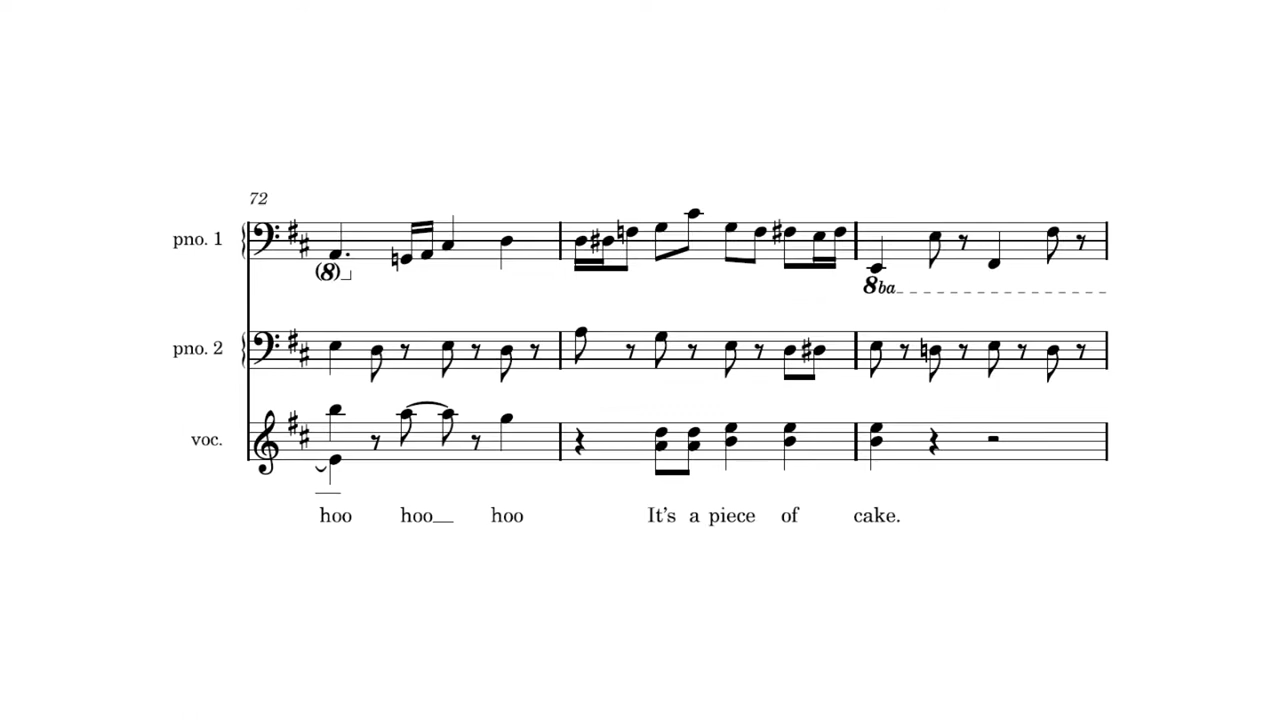 72
pno. 1
(8)
8ba
pno. 2
voc.
hoo hoo hoo It's a piece of cake.